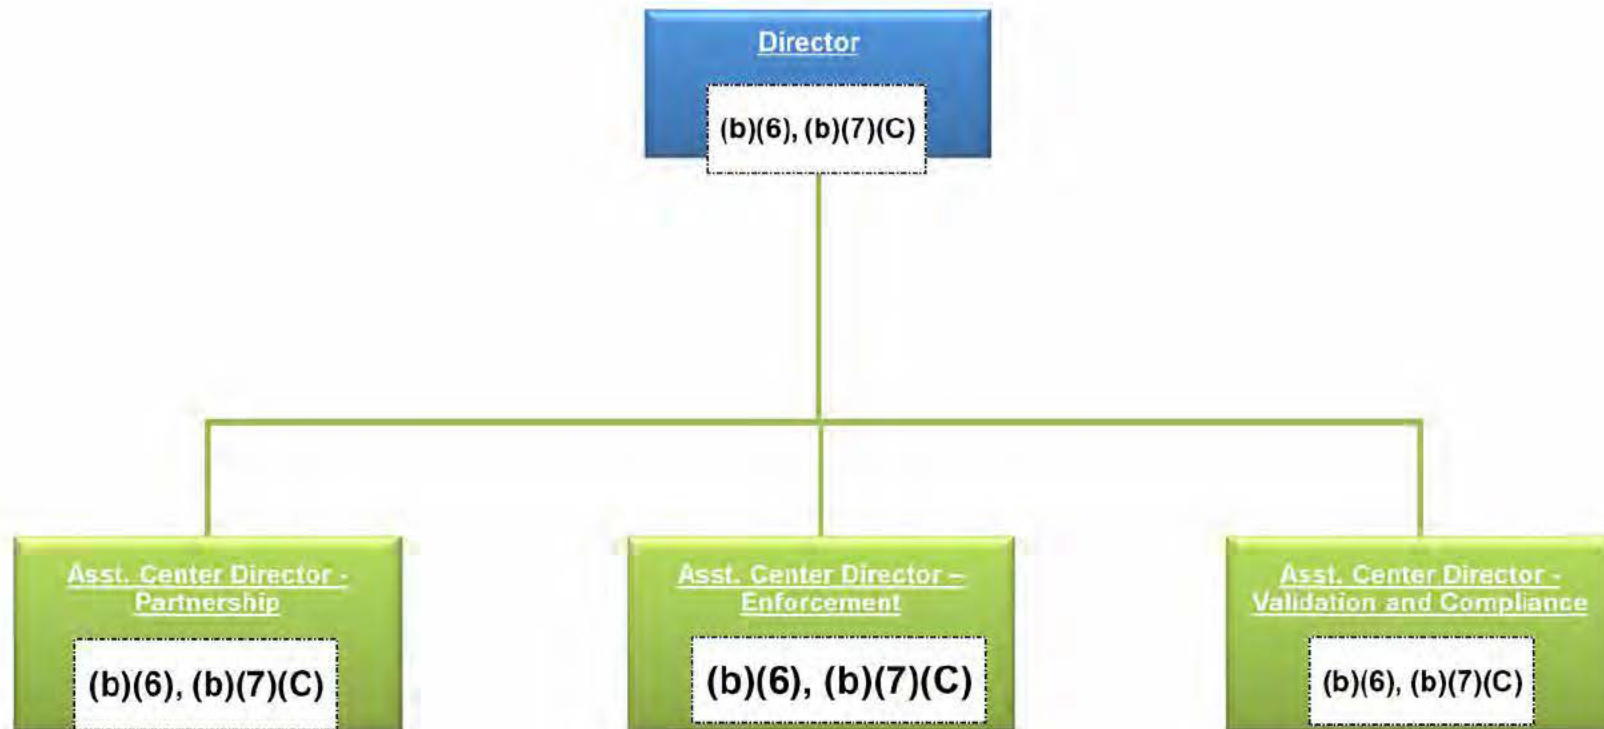 Director
(b)(6), (b)(7)(C)
Asst. Center Director -
Partnership
(b)(6), (b)(7)(C)
Asst. Center Director –
Enforcement
(b)(6), (b)(7)(C)
Asst. Center Director -
Validation and Compliance
(b)(6), (b)(7)(C)